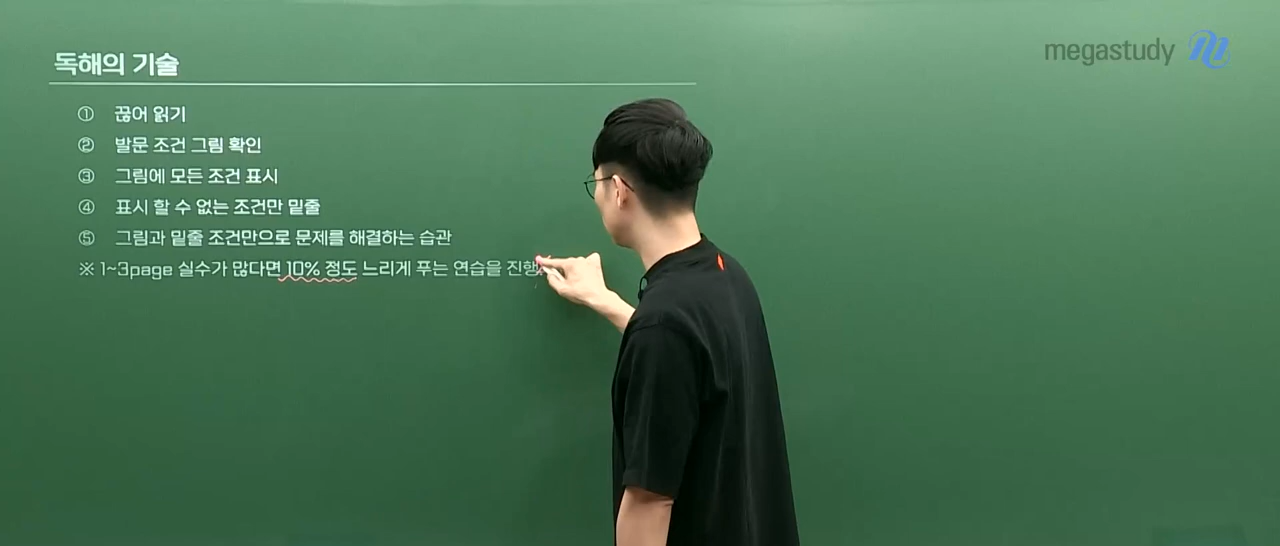 독해의 기술
megastudy
① 끊어 읽기
② 발문 조건 그림 확인
③ 그림에 모든 조건 표시
④ 표시 할 수 없는 조건만 밑줄
⑤ 그림과 밑줄 조건만으로 문제를 해결하는 습관
※ 1~3page 실수가 많다면 10% 정도 느리게 푸는 연습을 진행